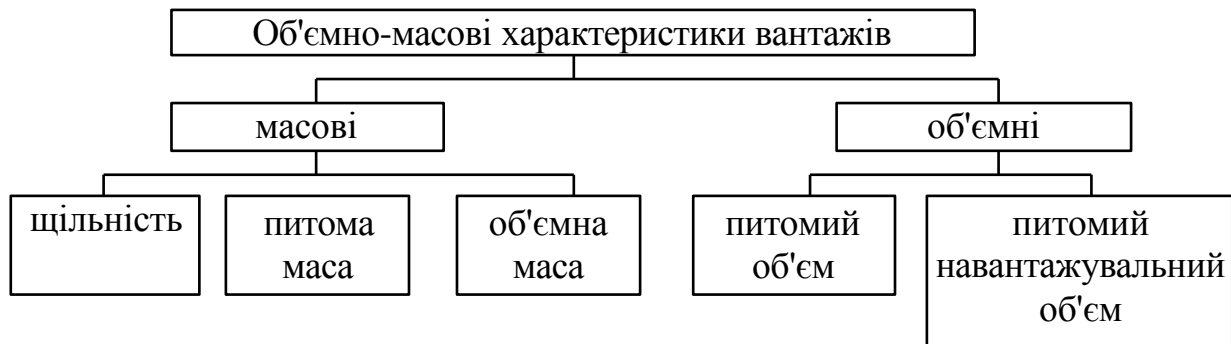 Об'ємно-масові характеристики вантажів
масові
об'ємні
щільність
питома
маса
об'ємна
маса
питомий
об'єм
питомий
навантажувальний
об'єм